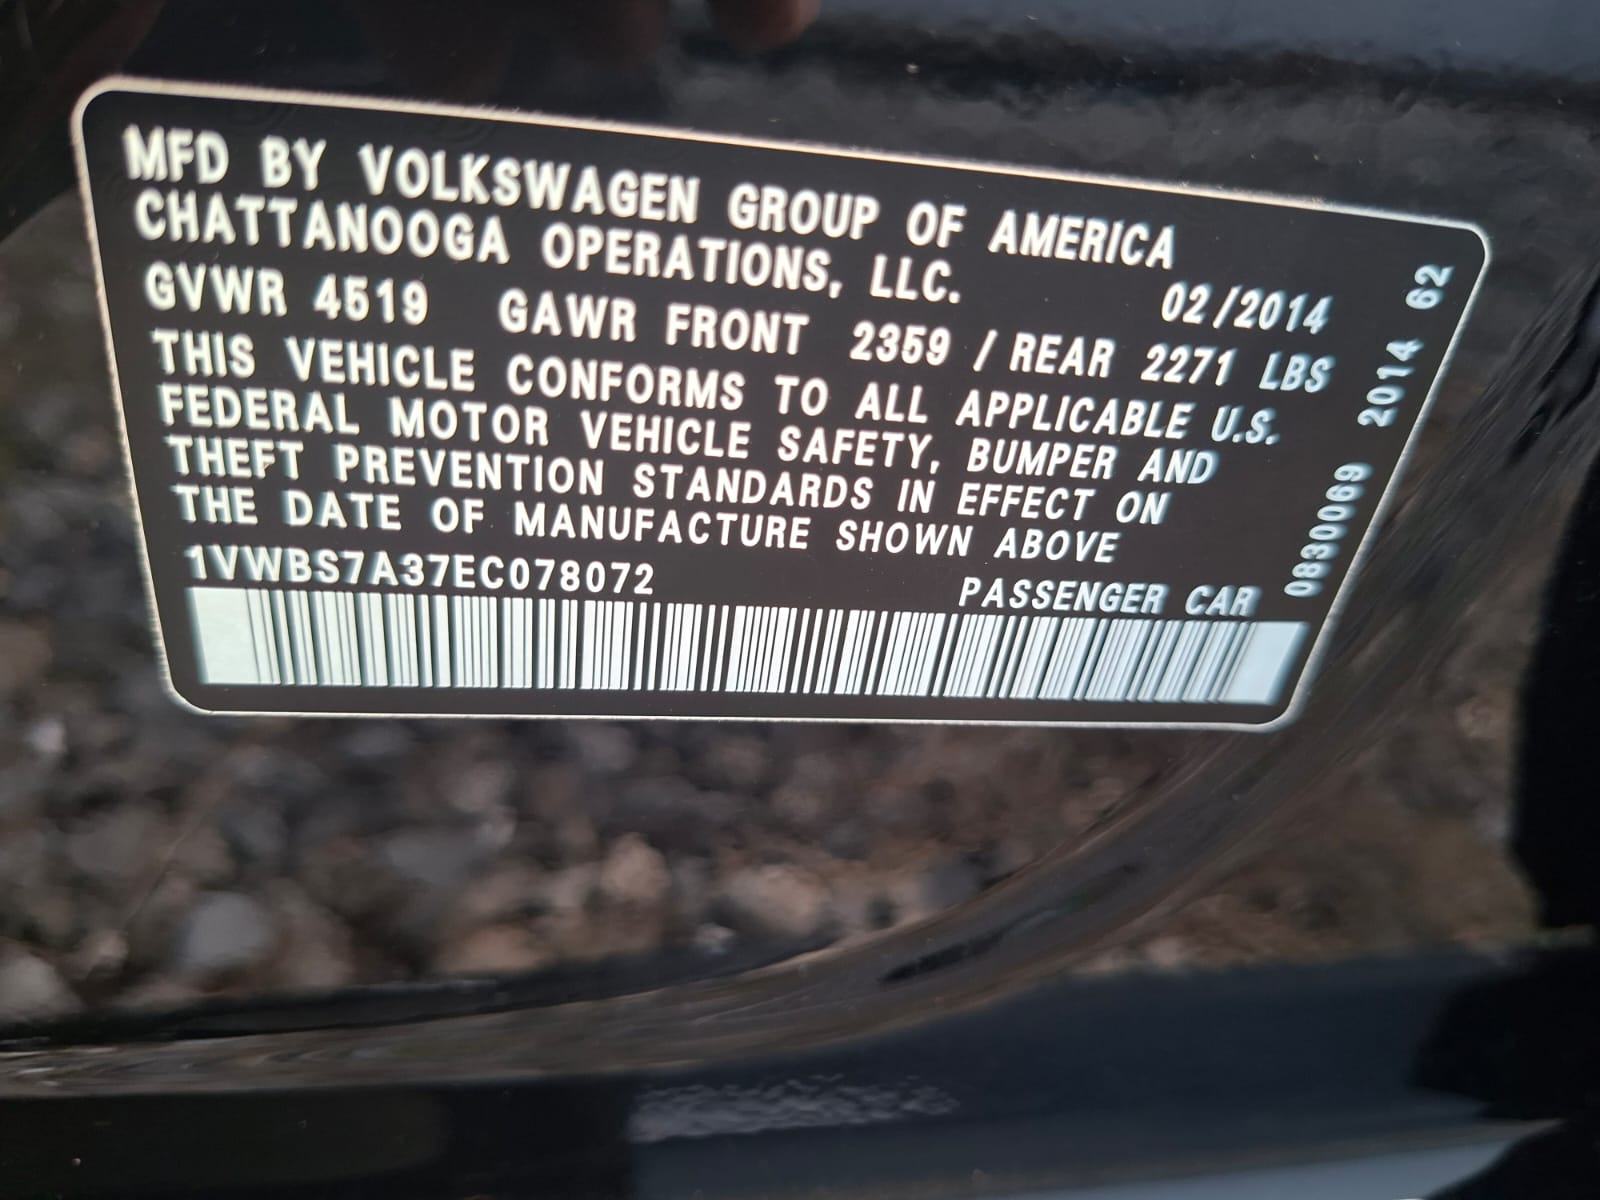 MFD BY VOLKSWAGEN GROUP OF AMERICA
CHATTANOOGA OPERATIONS, LLC.
02/2014
GVWR 4519 GAWR FRONT 2359 / REAR 2271 LBS
THIS VEHICLE CONFORMS TO ALL APPLICABLE U.S.
FEDERAL MOTOR VEHICLE SAFETY, BUMPER AND
THEFT PREVENTION STANDARDS IN EFFECT ON
THE DATE OF MANUFACTURE SHOWN ABOVE
1VWBS7A37EC078072 PASSENGER CAR
0830069 2014 62